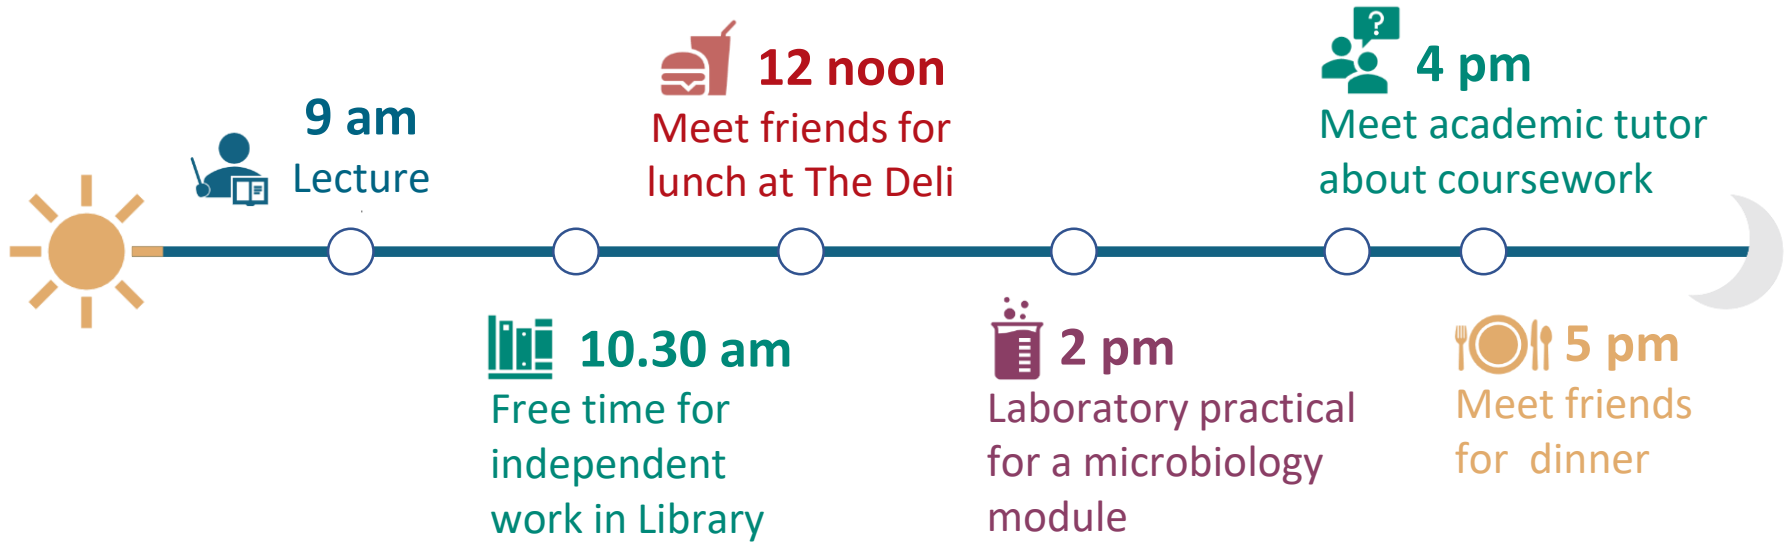 9 am
Lecture
10.30 am
Free time for
independent
work in Library
12 noon
Meet friends for
lunch at The Deli
2 pm
Laboratory practical
for a microbiology
module
?
4 pm
Meet academic tutor
about coursework
5 pm
Meet friends
for dinner